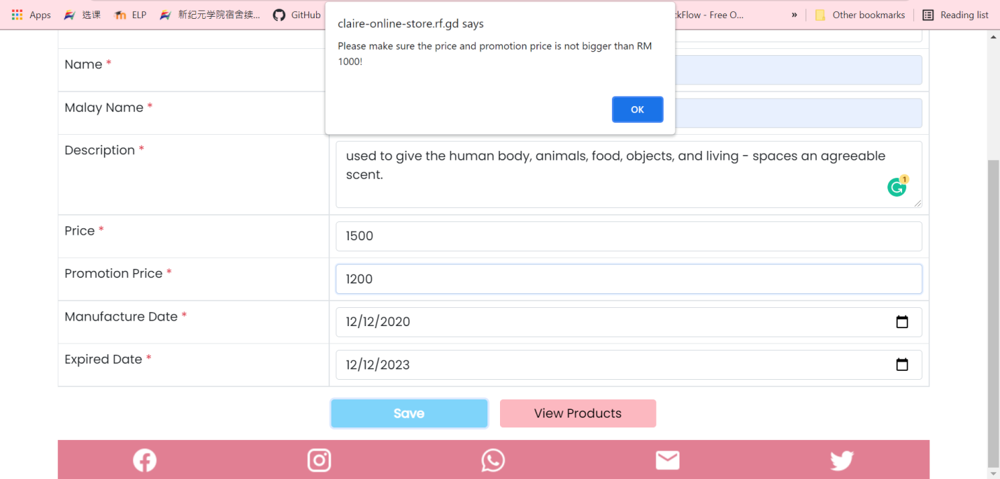 Apps 选课 ELP 新纪元学院宿舍续... GitHub ckFlow - Free O... » Other bookmarks Reading list
claire-online-store.rf.gd says
Please make sure the price and promotion price is not bigger than RM
1000!
OK
Name *
Malay Name *
Description *
used to give the human body, animals, food, objects, and living - spaces an agreeable
scent.
1
Price *
1500
Promotion Price *
1200
Manufacture Date *
12/12/2020
Expired Date *
12/12/2023
Save View Products